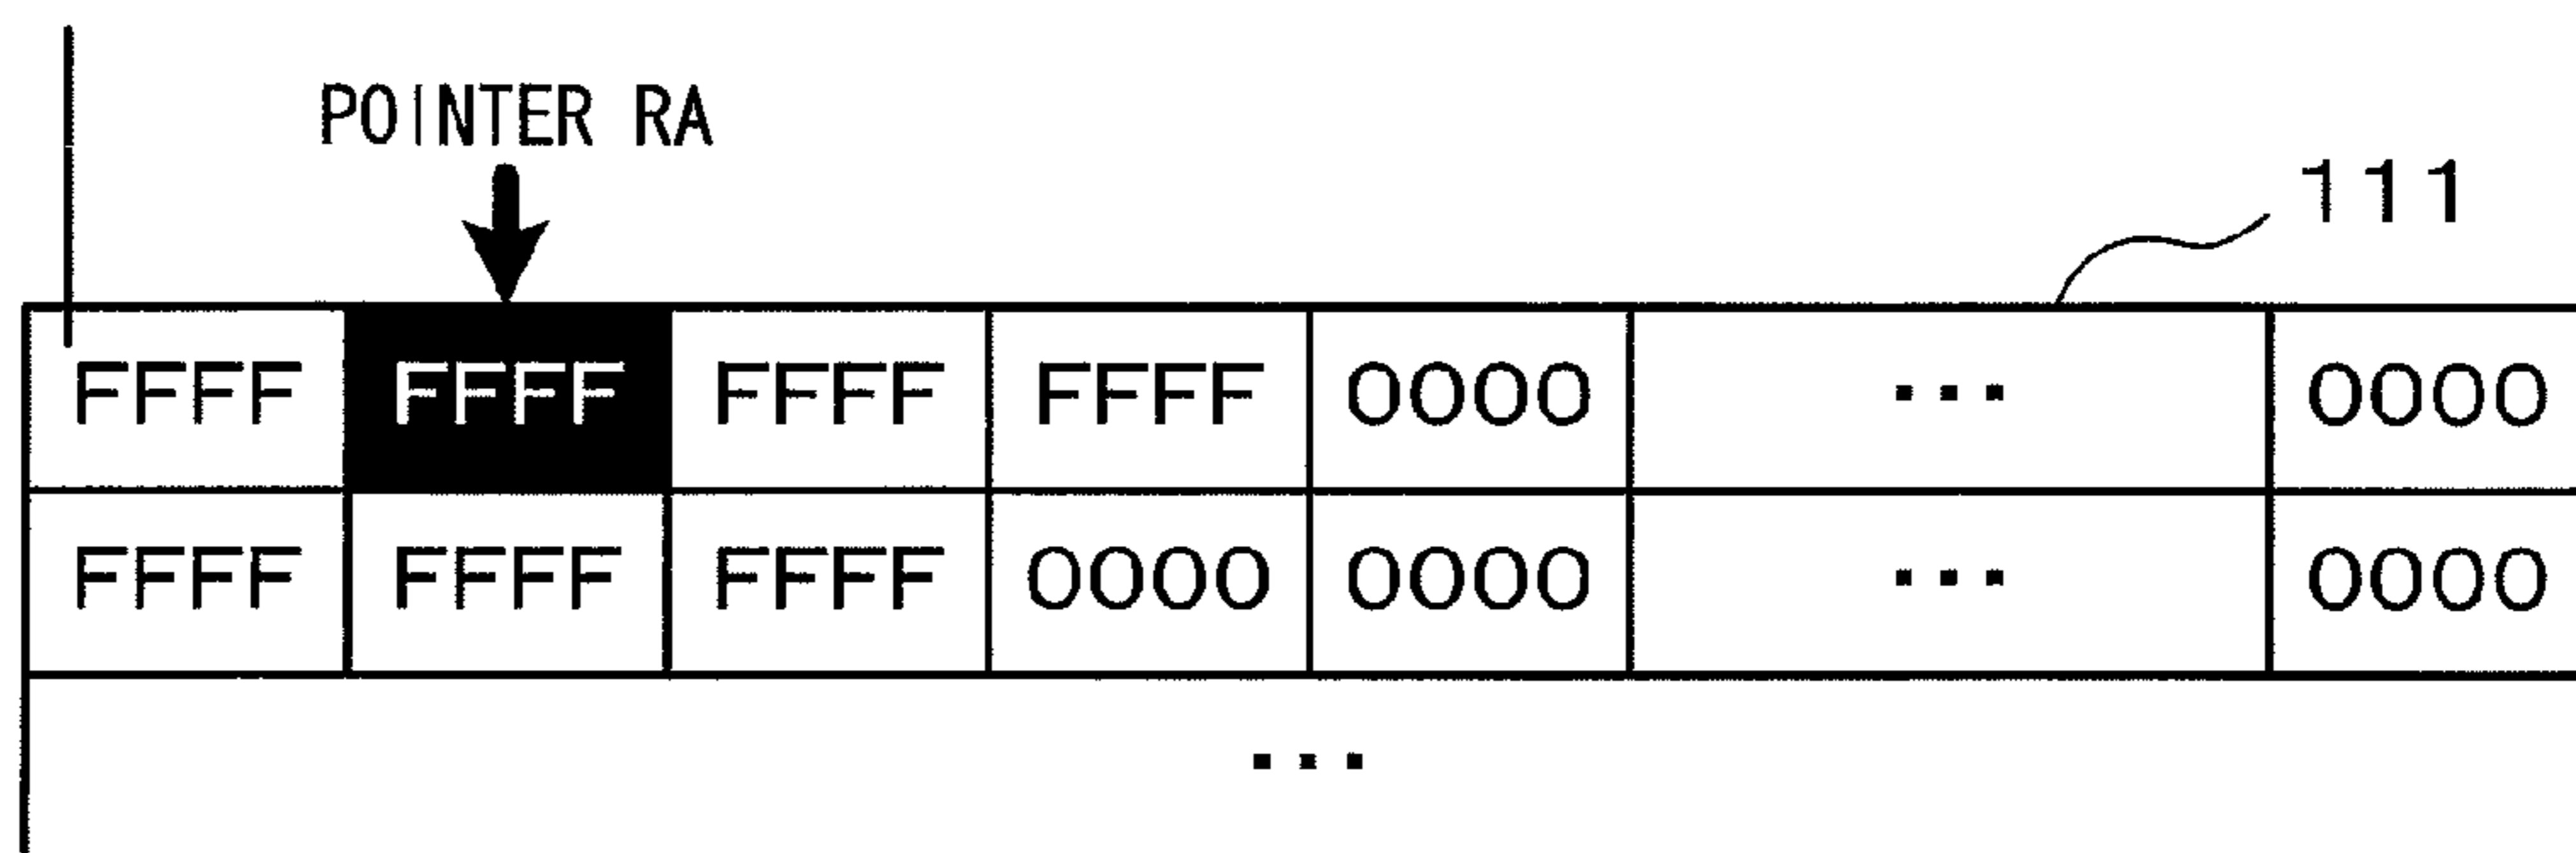 POINTER RA
111
FFFF FFFF FFFF FFFF 0000 ... 0000
FFFF FFFF FFFF 0000 0000 ... 0000
...